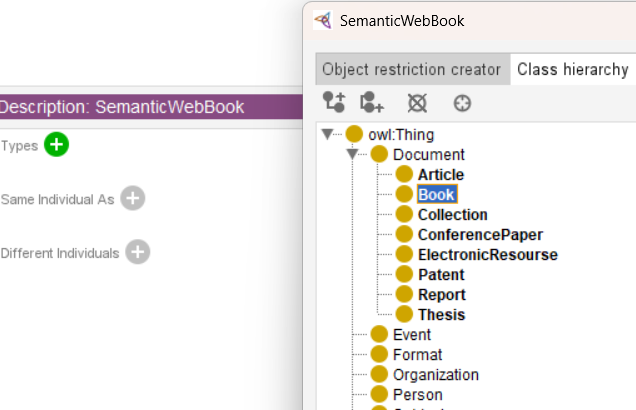 SemanticWebBook
Object restriction creator Class hierarchy
Description: SemanticWebBook
Types
Same Individual As
Different Individuals
owl:Thing
Document
Article
Book
Collection
ConferencePaper
ElectronicResourse
Patent
Report
Thesis
Event
Format
Organization
Person